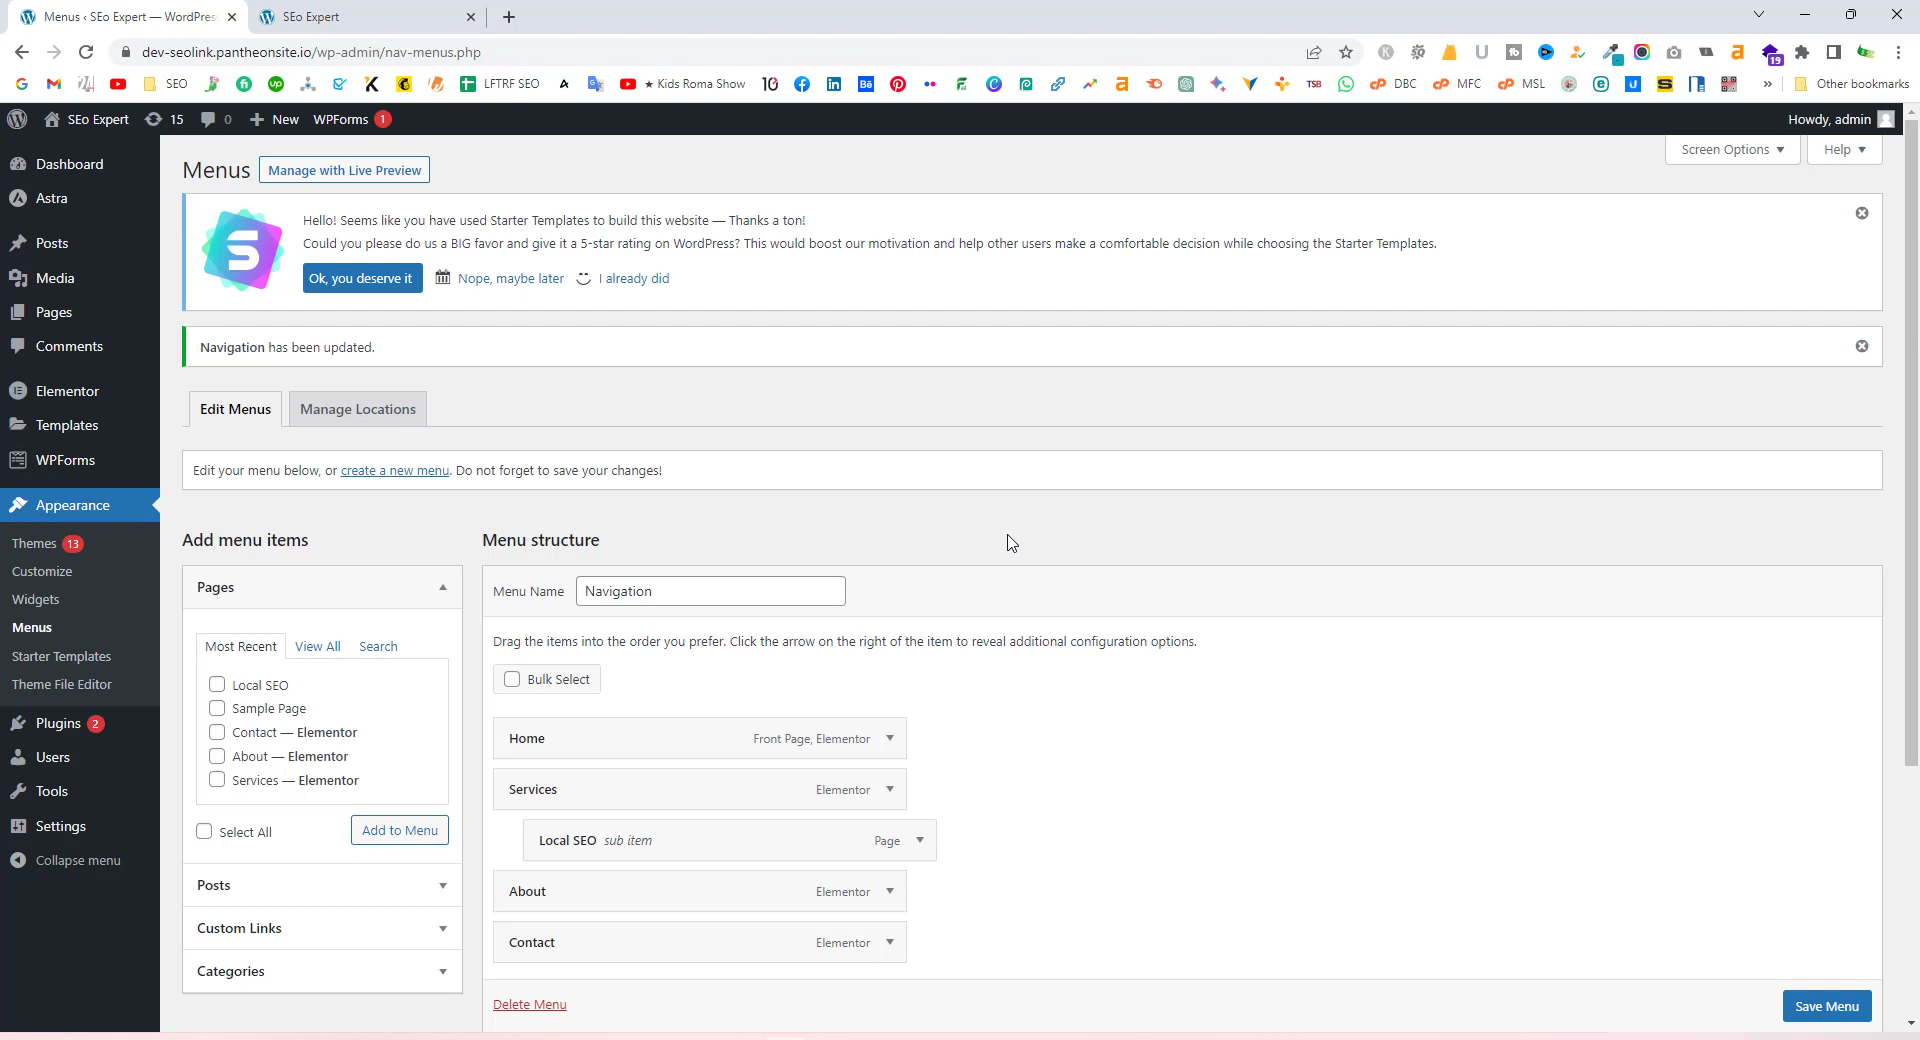 Menus ‹ SEo Expert — WordPres
SEo Expert
dev-seolink.pantheonsite.io/wp-admin/nav-menus.php
19
SEO
LFTRF SEO
★ Kids Roma Show
10
TSB
DBC
MFC
MSL
»
Other bookmarks
SEo Expert
15
0
New
WPForms 1
Howdy, admin
Dashboard
Astra
Posts
Media
Pages
Comments
Elementor
Templates
WPForms
Appearance
Themes 13
Customize
Widgets
Menus
Starter Templates
Theme File Editor
Plugins 2
Users
Tools
Settings
Collapse menu
Screen Options
Help
Menus
Manage with Live Preview
Hello! Seems like you have used Starter Templates to build this website — Thanks a ton!
Could you please do us a BIG favor and give it a 5-star rating on WordPress? This would boost our motivation and help other users make a comfortable decision while choosing the Starter Templates.
Ok, you deserve it
Nope, maybe later
I already did
Navigation has been updated.
Edit Menus
Manage Locations
Edit your menu below, or create a new menu. Do not forget to save your changes!
Add menu items
Pages
Most Recent
View All
Search
Local SEO
Sample Page
Contact — Elementor
About — Elementor
Services — Elementor
Select All
Add to Menu
Posts
Custom Links
Categories
Menu structure
Menu Name
Navigation
Drag the items into the order you prefer. Click the arrow on the right of the item to reveal additional configuration options.
Bulk Select
Home
Front Page, Elementor
Services
Elementor
Local SEO sub item
Page
About
Elementor
Contact
Elementor
Delete Menu
Save Menu